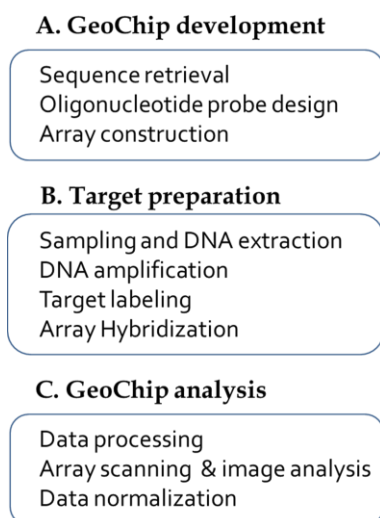 A. GeoChip development
Sequence retrieval
Oligonucleotide probe design
Array construction
B. Target preparation
Sampling and DNA extraction
DNA amplification
Target labeling
Array Hybridization
C. GeoChip analysis
Data processing
Array scanning & image analysis
Data normalization